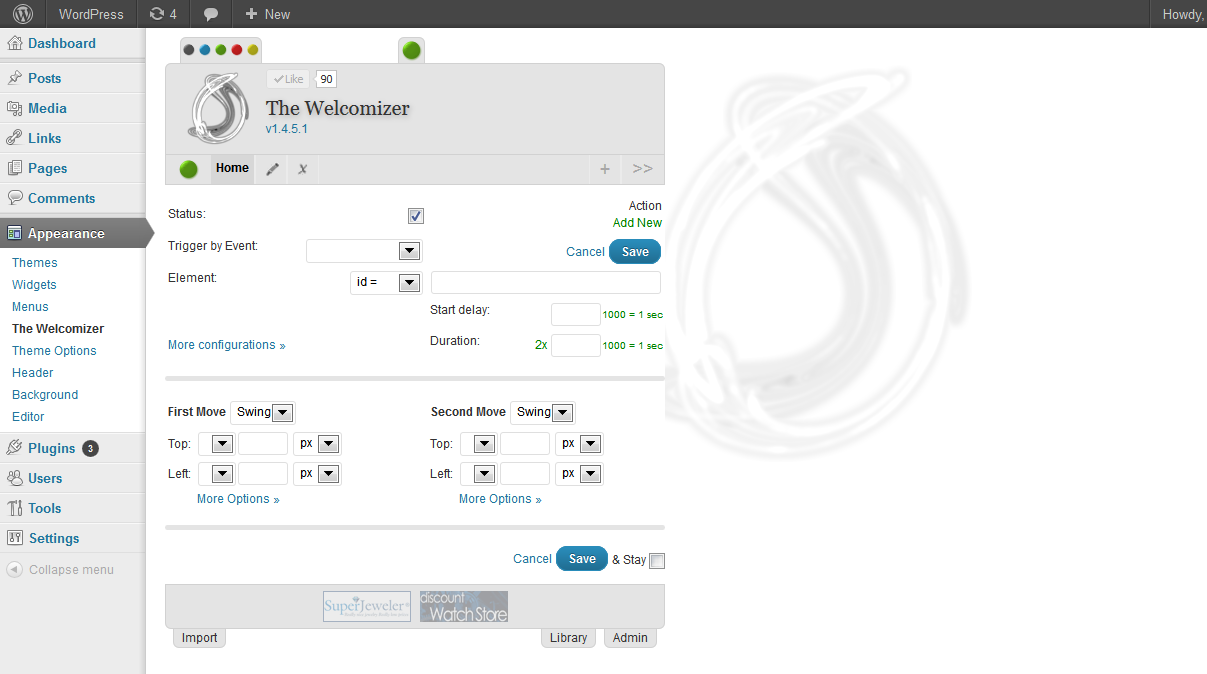 WordPress 4 New Howdy,
Dashboard
Posts
Media
Links
Pages
Comments
Appearance
Themes
Widgets
Menus
The Welcomizer
Theme Options
Header
Background
Editor
Plugins 3
Users
Tools
Settings
Collapse menu
Like 90
The Welcomizer
v1.4.5.1
Home x + >>
Status: Action
Add New
Trigger by Event: Cancel Save
Element: id =
Start delay: 1000 = 1 sec
More configurations » Duration: 2x 1000 = 1 sec
First Move Swing Second Move Swing
Top: px Top: px
Left: px Left: px
More Options » More Options »
Cancel Save & Stay
SuperJeweler discount
Watch Store
Import Library Admin